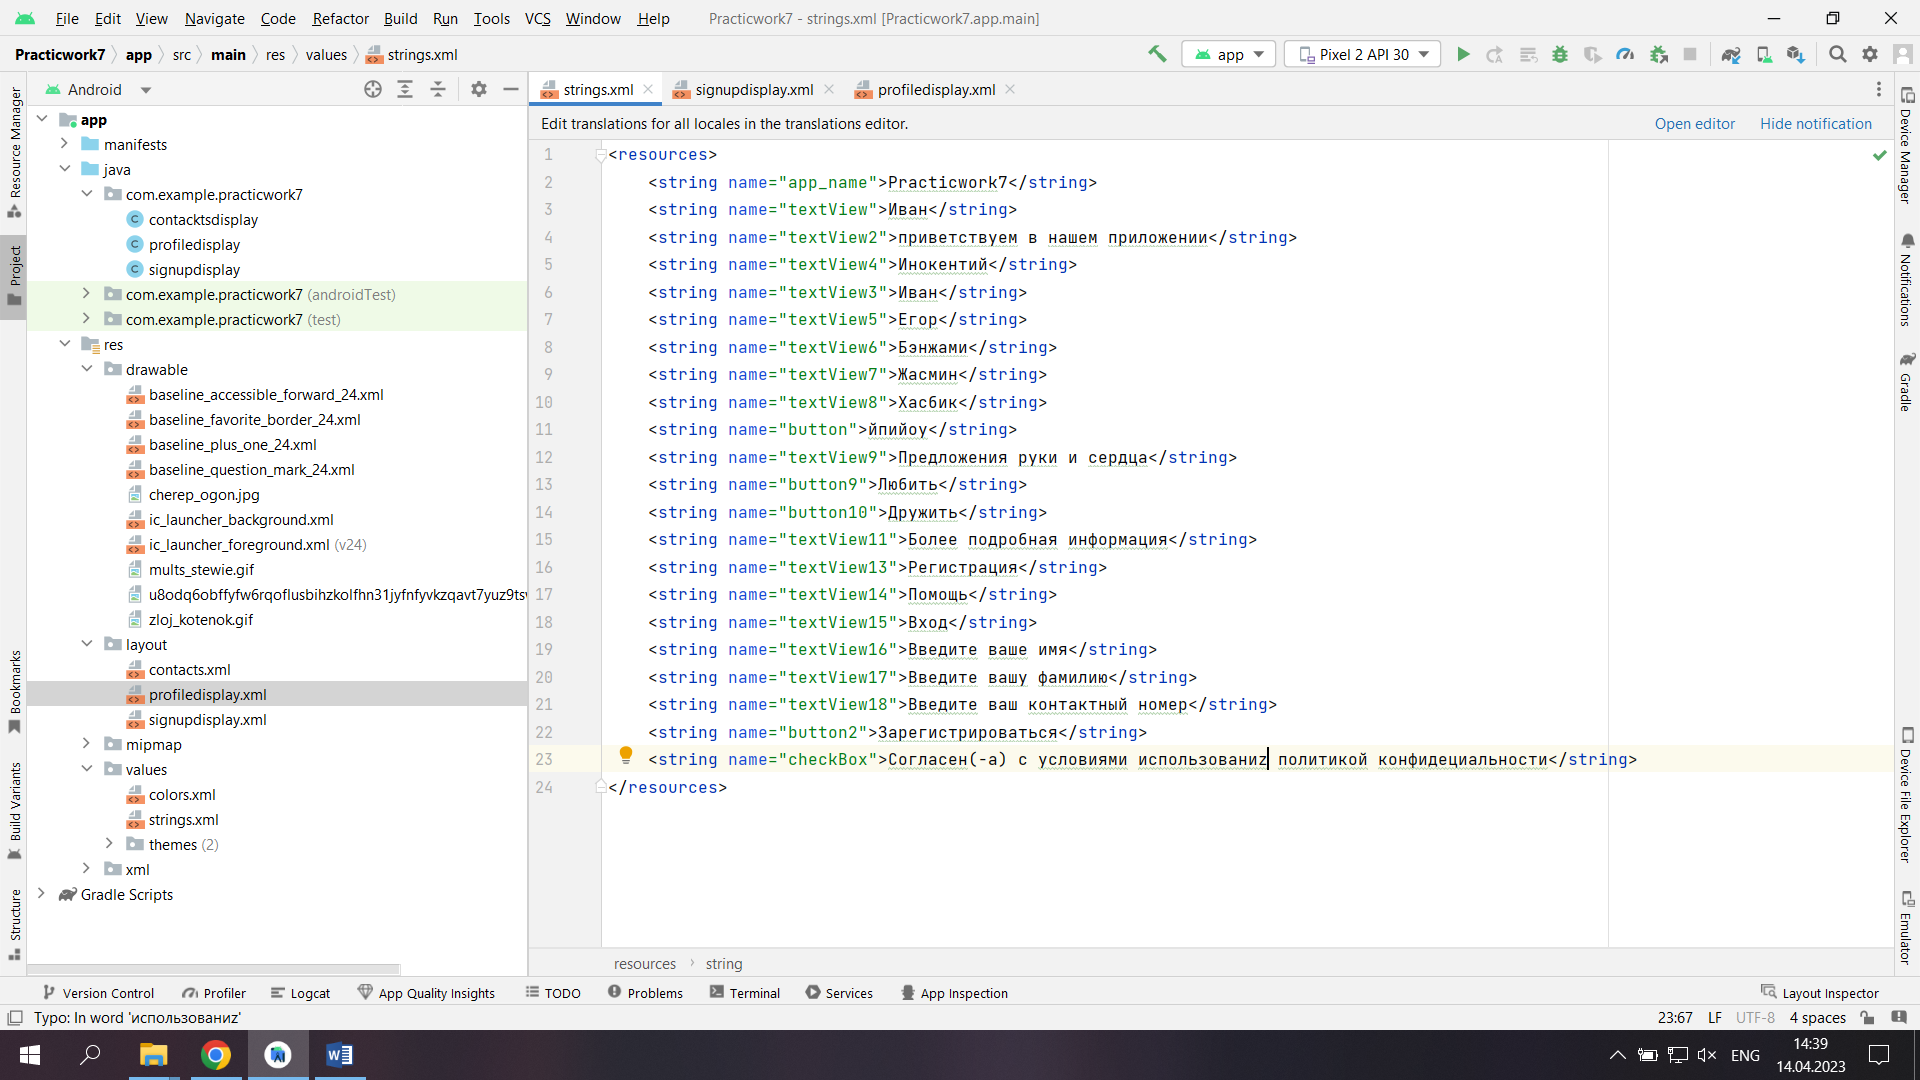 File Edit View Navigate Code Refactor Build Run Tools VCS Window Help Practicwork7 - strings.xml [Practicwork7.app.main]
Practicwork7 app src main res values strings.xml app Pixel 2 API 30
Resource Manager
Project
Bookmarks
Build Variants
Structure
Android
app
manifests
java
com.example.practicwork7
contacktsdisplay
profiledisplay
signupdisplay
com.example.practicwork7 (androidTest)
com.example.practicwork7 (test)
res
drawable
baseline_accessible_forward_24.xml
baseline_favorite_border_24.xml
baseline_plus_one_24.xml
baseline_question_mark_24.xml
cherep_ogon.jpg
ic_launcher_background.xml
ic_launcher_foreground.xml (v24)
mults_stewie.gif
zloj_kotenok.gif
layout
contacts.xml
profiledisplay.xml
signupdisplay.xml
mipmap
values
colors.xml
strings.xml
themes (2)
xml
Gradle Scripts
strings.xml signupdisplay.xml profiledisplay.xml
Edit translations for all locales in the translations editor. Open editor Hide notification
1 <resources>
2 <string name="app_name">Practicwork7</string>
3 <string name="textView">Иван</string>
4 <string name="textView2">приветствуем в нашем приложении</string>
5 <string name="textView4">Инокентий</string>
6 <string name="textView3">Иван</string>
7 <string name="textView5">Егор</string>
8 <string name="textView6">Бэнжами</string>
9 <string name="textView7">Жасмин</string>
10 <string name="textView8">Хасбик</string>
11 <string name="button">йпийоу</string>
12 <string name="textView9">Предложения руки и сердца</string>
13 <string name="button9">Любить</string>
14 <string name="button10">Дружить</string>
15 <string name="textView11">Более подробная информация</string>
16 <string name="textView13">Регистрация</string>
17 <string name="textView14">Помощь</string>
18 <string name="textView15">Вход</string>
19 <string name="textView16">Введите ваше имя</string>
20 <string name="textView17">Введите вашу фамилию</string>
21 <string name="textView18">Введите ваш контактный номер</string>
22 <string name="button2">Зарегистрироваться</string>
23 <string name="checkBox">Согласен(-а) с условиями использованиz политикой конфидециальности</string>
24 </resources>
resources string
Device Manager
Notifications
Gradle
Device File Explorer
Emulator
Version Control Profiler Logcat App Quality Insights TODO Problems Terminal Services App Inspection Layout Inspector
Typo: In word 'использованиz' 23:67 LF UTF-8 4 spaces
ENG 14:39
14.04.2023